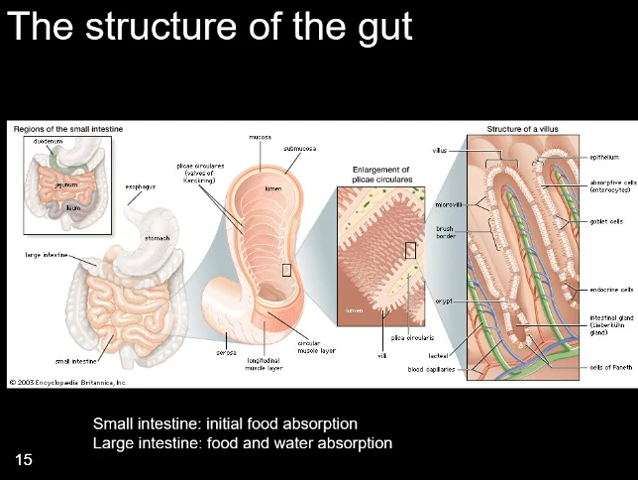 The structure of the gut
Regions of the small intestine
duodenum
jejunum
ileum
esophagus
stomach
large intestine
small intestine
mucosa
submucosa
plicae circulares
(valves of
Kerckring)
lumen
serosa
circular
muscle layer
longitudinal
muscle layer
Enlargement of
plicae circulares
lumen
plica circularis
villi
Structure of a villus
villus
epithelium
absorptive cells
(enterocytes)
microvilli
goblet cells
brush
border
endocrine cells
crypt
intestinal gland
(Lieberkühn
gland)
lacteal
blood capillaries
cells of Paneth
© 2003 Encyclopædia Britannica, Inc.
Small intestine: initial food absorption
Large intestine: food and water absorption
15